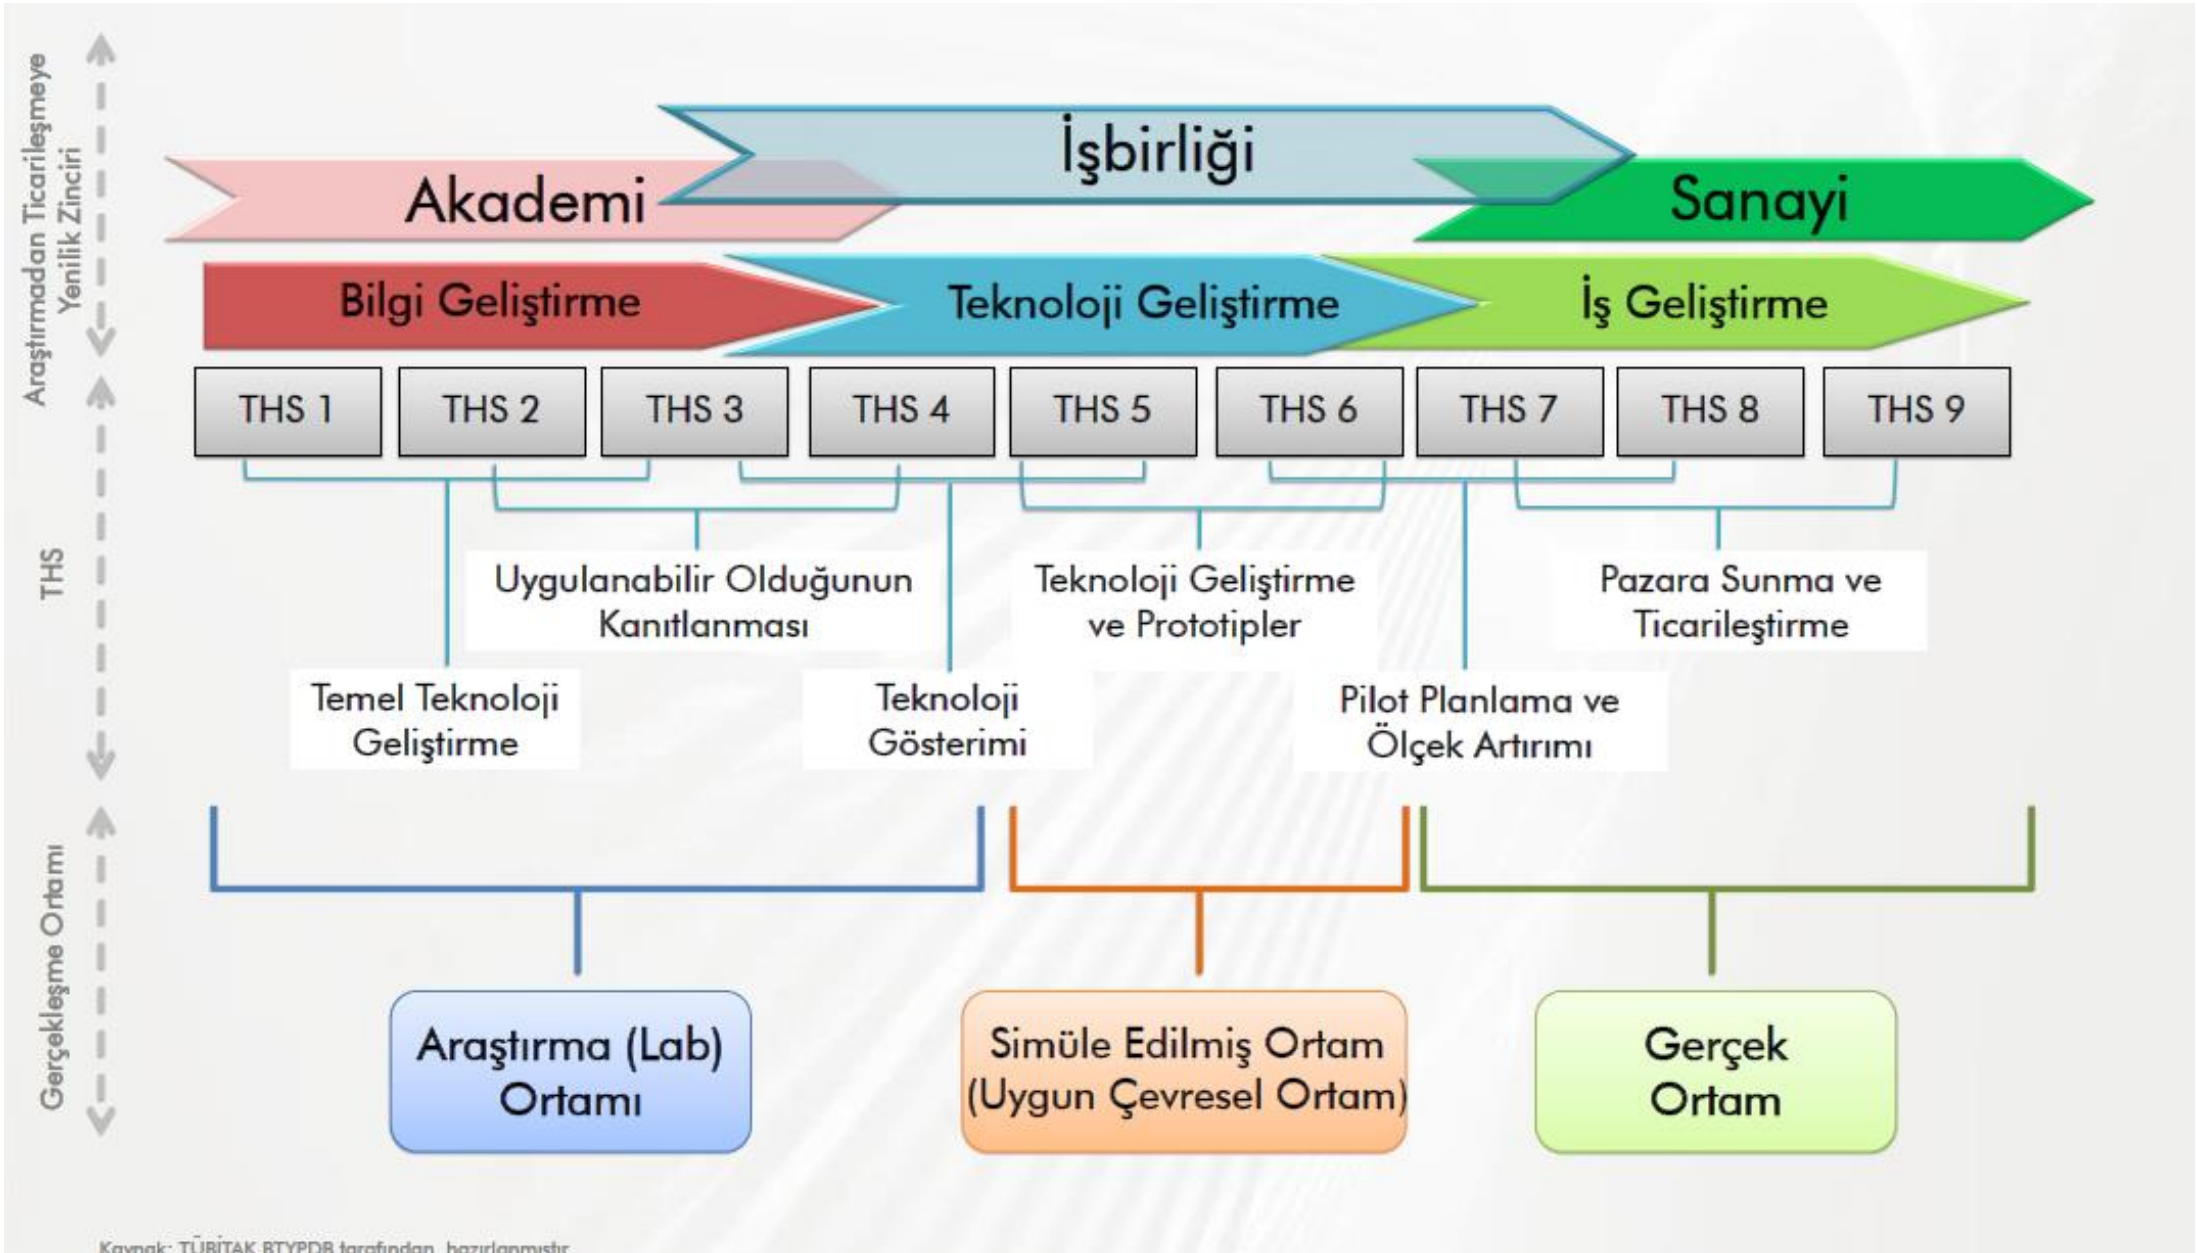 Araştırmadan Ticarileşmeye
Yenilik Zinciri
İşbirliği
Akademi
Sanayi
Bilgi Geliştirme
Teknoloji Geliştirme
İş Geliştirme
THS
THS 1
THS 2
THS 3
THS 4
THS 5
THS 6
THS 7
THS 8
THS 9
Uygulanabilir Olduğunun
Kanıtlanması
Teknoloji Geliştirme
ve Prototipler
Pazara Sunma ve
Ticarileştirme
Temel Teknoloji
Geliştirme
Teknoloji
Gösterimi
Pilot Planlama ve
Ölçek Artırımı
Gerçekleşme Ortamı
Araştırma (Lab)
Ortamı
Simüle Edilmiş Ortam
(Uygun Çevresel Ortam)
Gerçek
Ortam
Kaynak: TÜBİTAK BTYPDB tarafından hazırlanmıştır